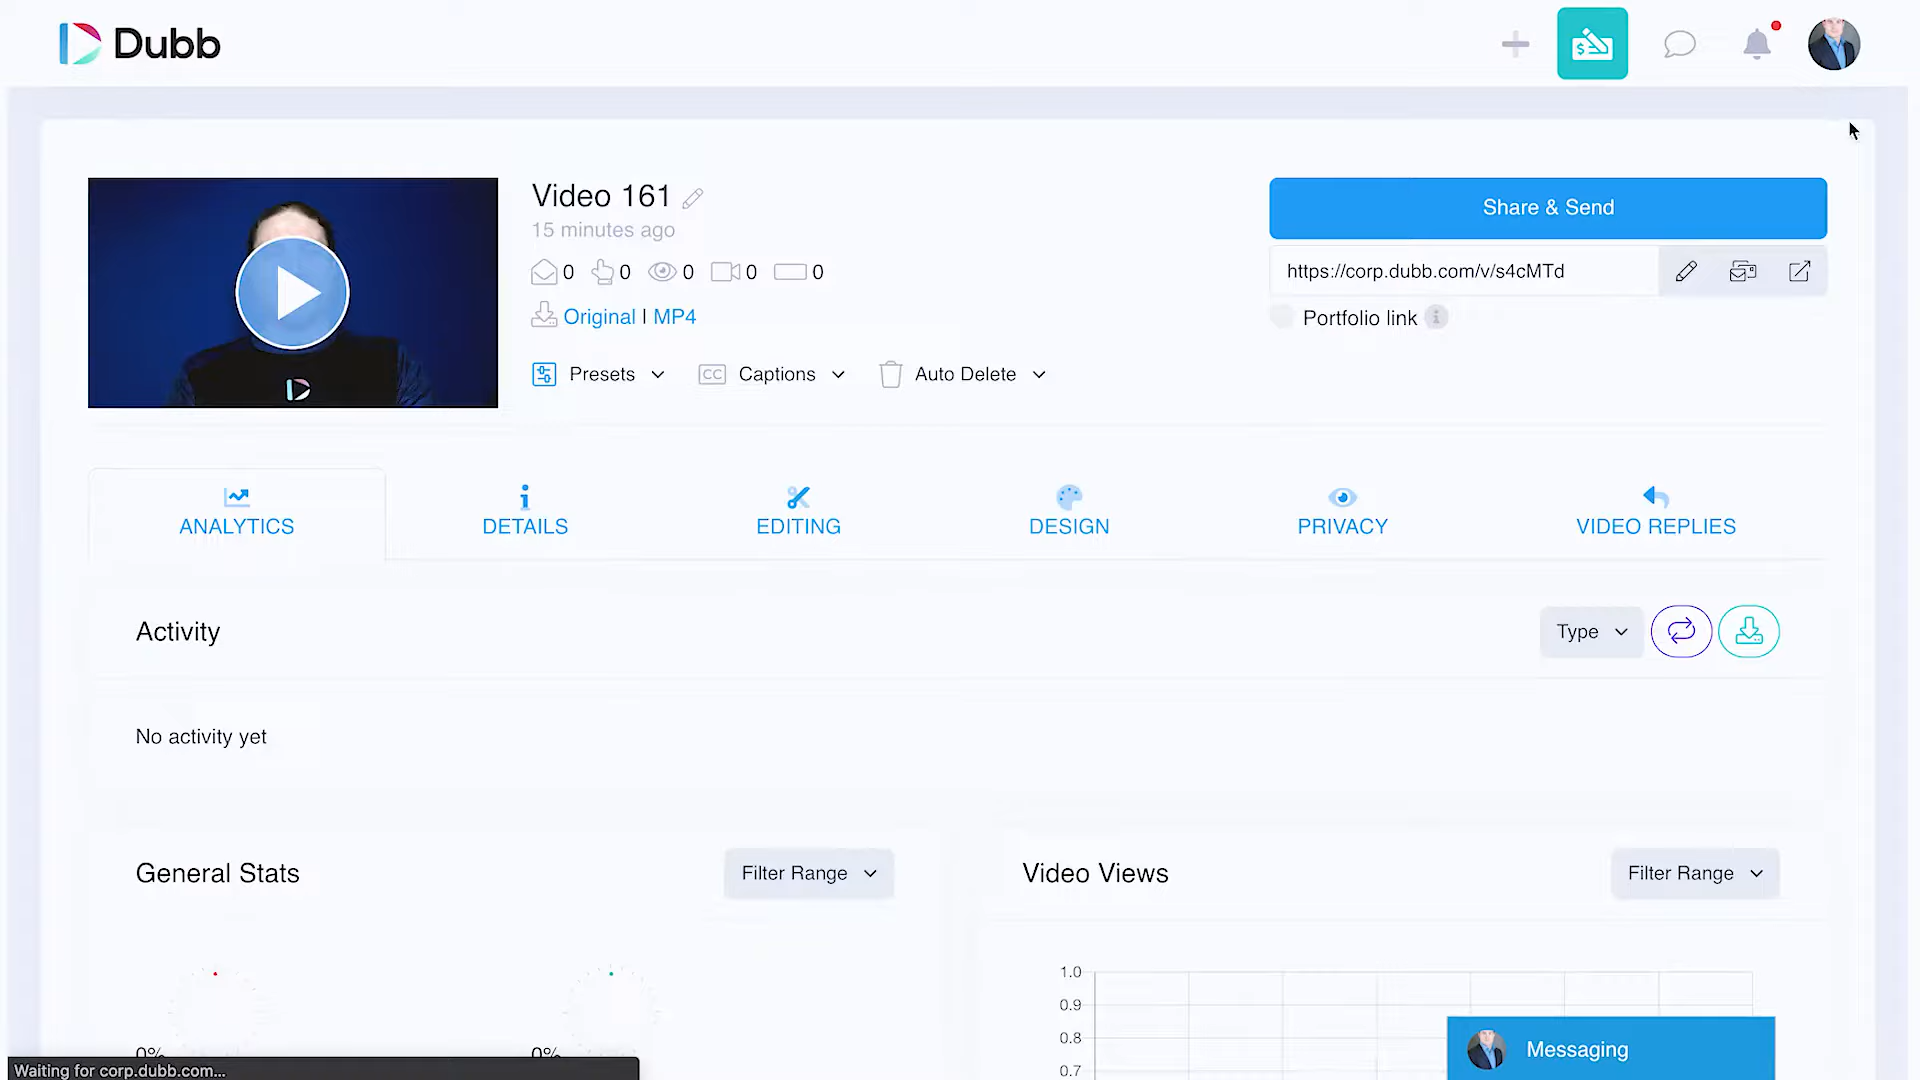 Dubb
Video 161
15 minutes ago
0 0 0 0 0
Original | MP4
Presets Captions Auto Delete
CC
Share & Send
https://corp.dubb.com/v/s4cMTd
Portfolio link
ANALYTICS DETAILS EDITING DESIGN PRIVACY VIDEO REPLIES
Activity Type
No activity yet
General Stats Filter Range Video Views Filter Range
0% 0%
1.0
0.9
0.8
0.7
Messaging
Waiting for corp.dubb.com...